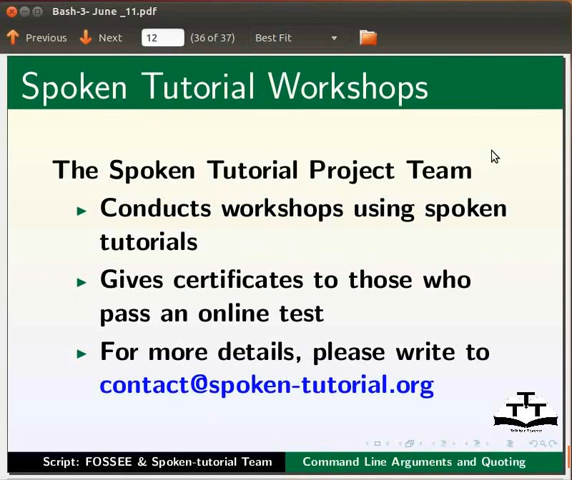 Bash-3- June _11.pdf
Previous Next 12 (36 of 37) Best Fit
Spoken Tutorial Workshops
The Spoken Tutorial Project Team
Conducts workshops using spoken
tutorials
Gives certificates to those who
pass an online test
For more details, please write to
contact@spoken-tutorial.org
Script: FOSSEE & Spoken-tutorial Team Command Line Arguments and Quoting